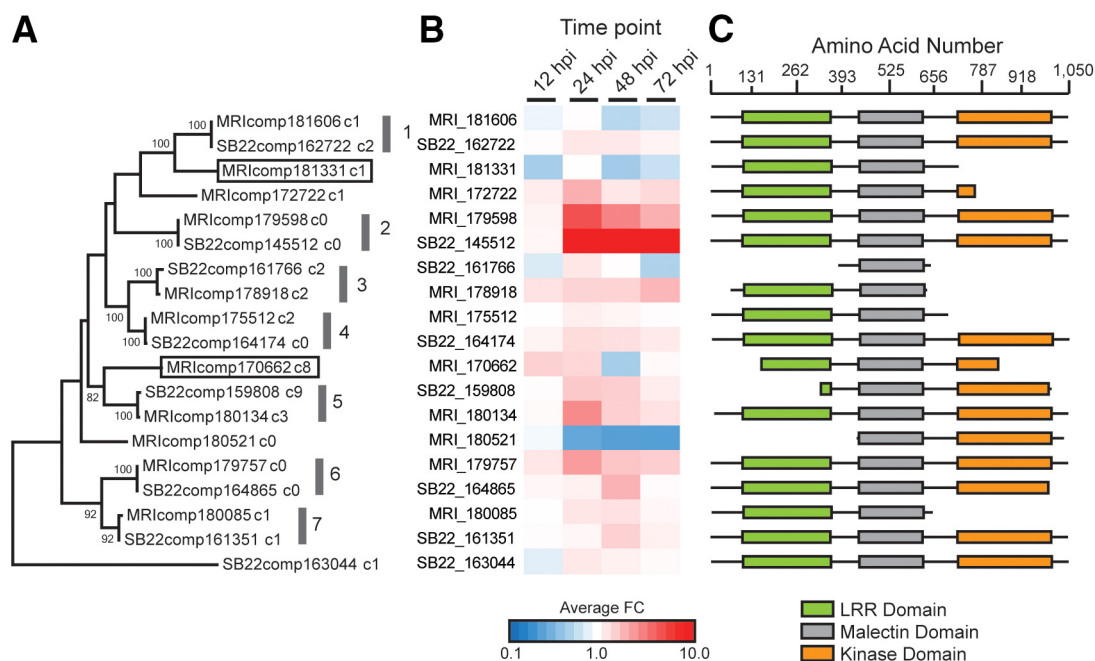 A
B
C
Time point
12 hpi 24 hpi 48 hpi 72 hpi
Amino Acid Number
1 131 262 393 525 656 787 918 1,050
MRIcomp181606 c1
SB22comp162722 c2
MRIcomp181331 c1
MRIcomp172722 c1
MRIcomp179598 c0
SB22comp145512 c0
SB22comp161766 c2
MRIcomp178918 c2
MRIcomp175512 c2
SB22comp164174 c0
MRIcomp170662 c8
SB22comp159808 c9
MRIcomp180134 c3
MRIcomp180521 c0
MRIcomp179757 c0
SB22comp164865 c0
MRIcomp180085 c1
SB22comp161351 c1
SB22comp163044 c1
100
100
100
100
100
100
82
100
100
92
92
1
2
3
4
5
6
7
MRI_181606
SB22_162722
MRI_181331
MRI_172722
MRI_179598
SB22_145512
SB22_161766
MRI_178918
MRI_175512
SB22_164174
MRI_170662
SB22_159808
MRI_180134
MRI_180521
MRI_179757
SB22_164865
MRI_180085
SB22_161351
SB22_163044
Average FC
0.1 1.0 10.0
LRR Domain
Malectin Domain
Kinase Domain